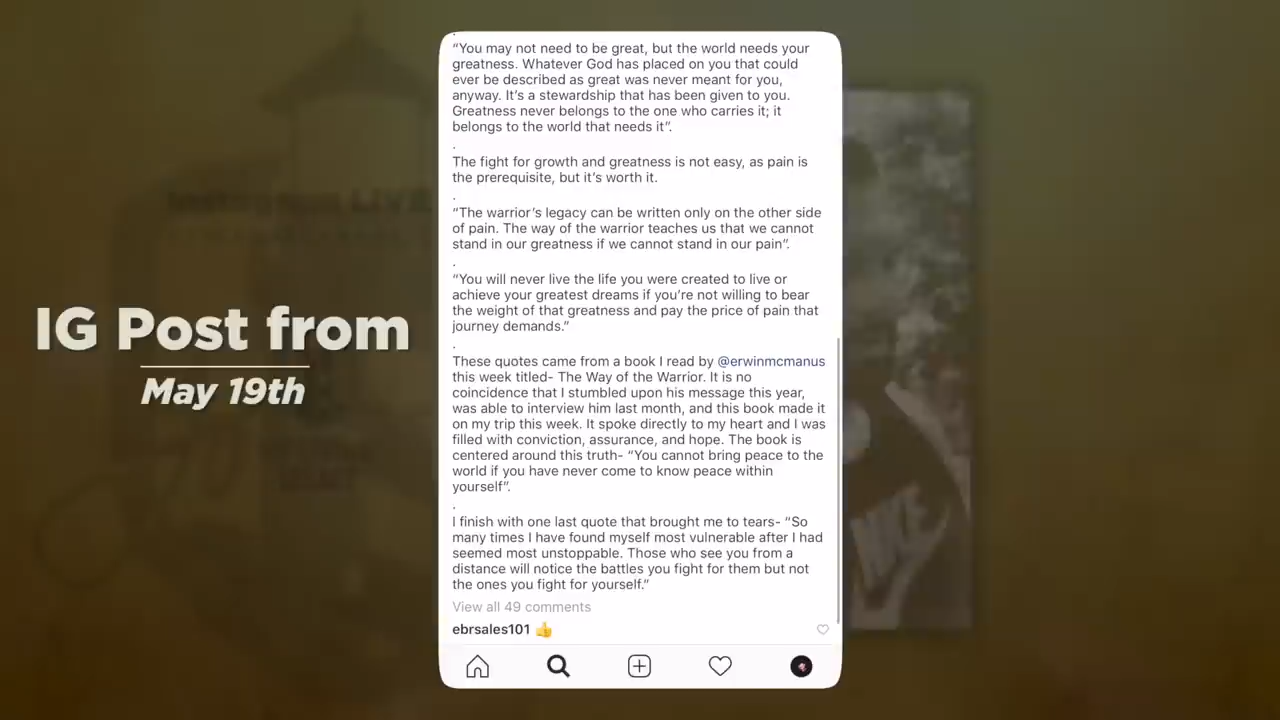 “You may not need to be great, but the world needs your
greatness. Whatever God has placed on you that could
ever be described as great was never meant for you,
anyway. It’s a stewardship that has been given to you.
Greatness never belongs to the one who carries it; it
belongs to the world that needs it”.
.
The fight for growth and greatness is not easy, as pain is
the prerequisite, but it’s worth it.
.
“The warrior’s legacy can be written only on the other side
of pain. The way of the warrior teaches us that we cannot
stand in our greatness if we cannot stand in our pain”.
.
“You will never live the life you were created to live or
achieve your greatest dreams if you’re not willing to bear
the weight of that greatness and pay the price of pain that
journey demands.”
.
These quotes came from a book I read by @erwinmcmanus
this week titled- The Way of the Warrior. It is no
coincidence that I stumbled upon his message this year,
was able to interview him last month, and this book made it
on my trip this week. It spoke directly to my heart and I was
filled with conviction, assurance, and hope. The book is
centered around this truth- “You cannot bring peace to the
world if you have never come to know peace within
yourself”.
.
I finish with one last quote that brought me to tears- “So
many times I have found myself most vulnerable after I had
seemed most unstoppable. Those who see you from a
distance will notice the battles you fight for them but not
the ones you fight for yourself.”
View all 49 comments
ebrsales101 👍
IG Post from
May 19th
Instagram LIVE
NIKE